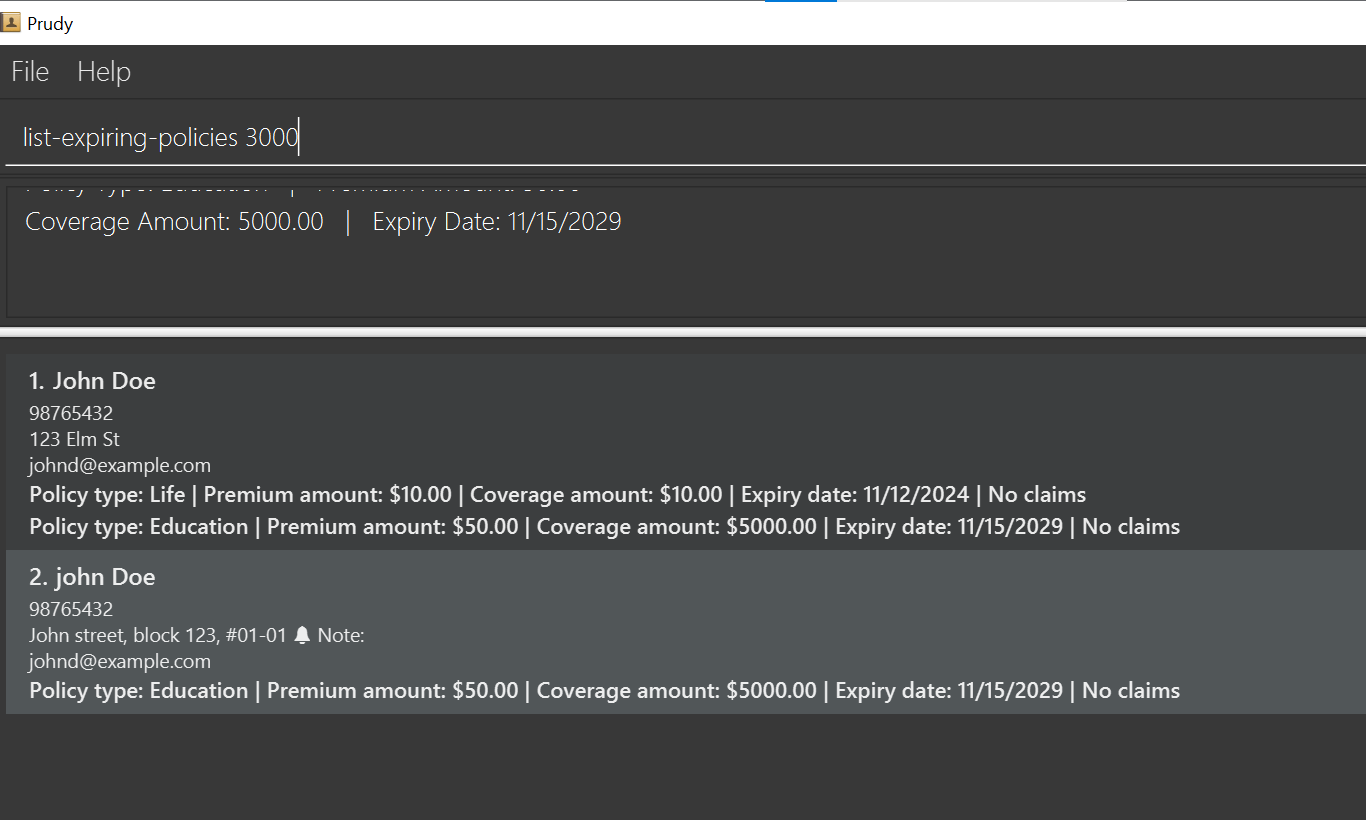 Prudy
File Help
list-expiring-policies 3000
Coverage Amount: 5000.00 | Expiry Date: 11/15/2029
1. John Doe
98765432
123 Elm St
johnd@example.com
Policy type: Life | Premium amount: $10.00 | Coverage amount: $10.00 | Expiry date: 11/12/2024 | No claims
Policy type: Education | Premium amount: $50.00 | Coverage amount: $5000.00 | Expiry date: 11/15/2029 | No claims
2. john Doe
98765432
John street, block 123, #01-01 🔔 Note:
johnd@example.com
Policy type: Education | Premium amount: $50.00 | Coverage amount: $5000.00 | Expiry date: 11/15/2029 | No claims